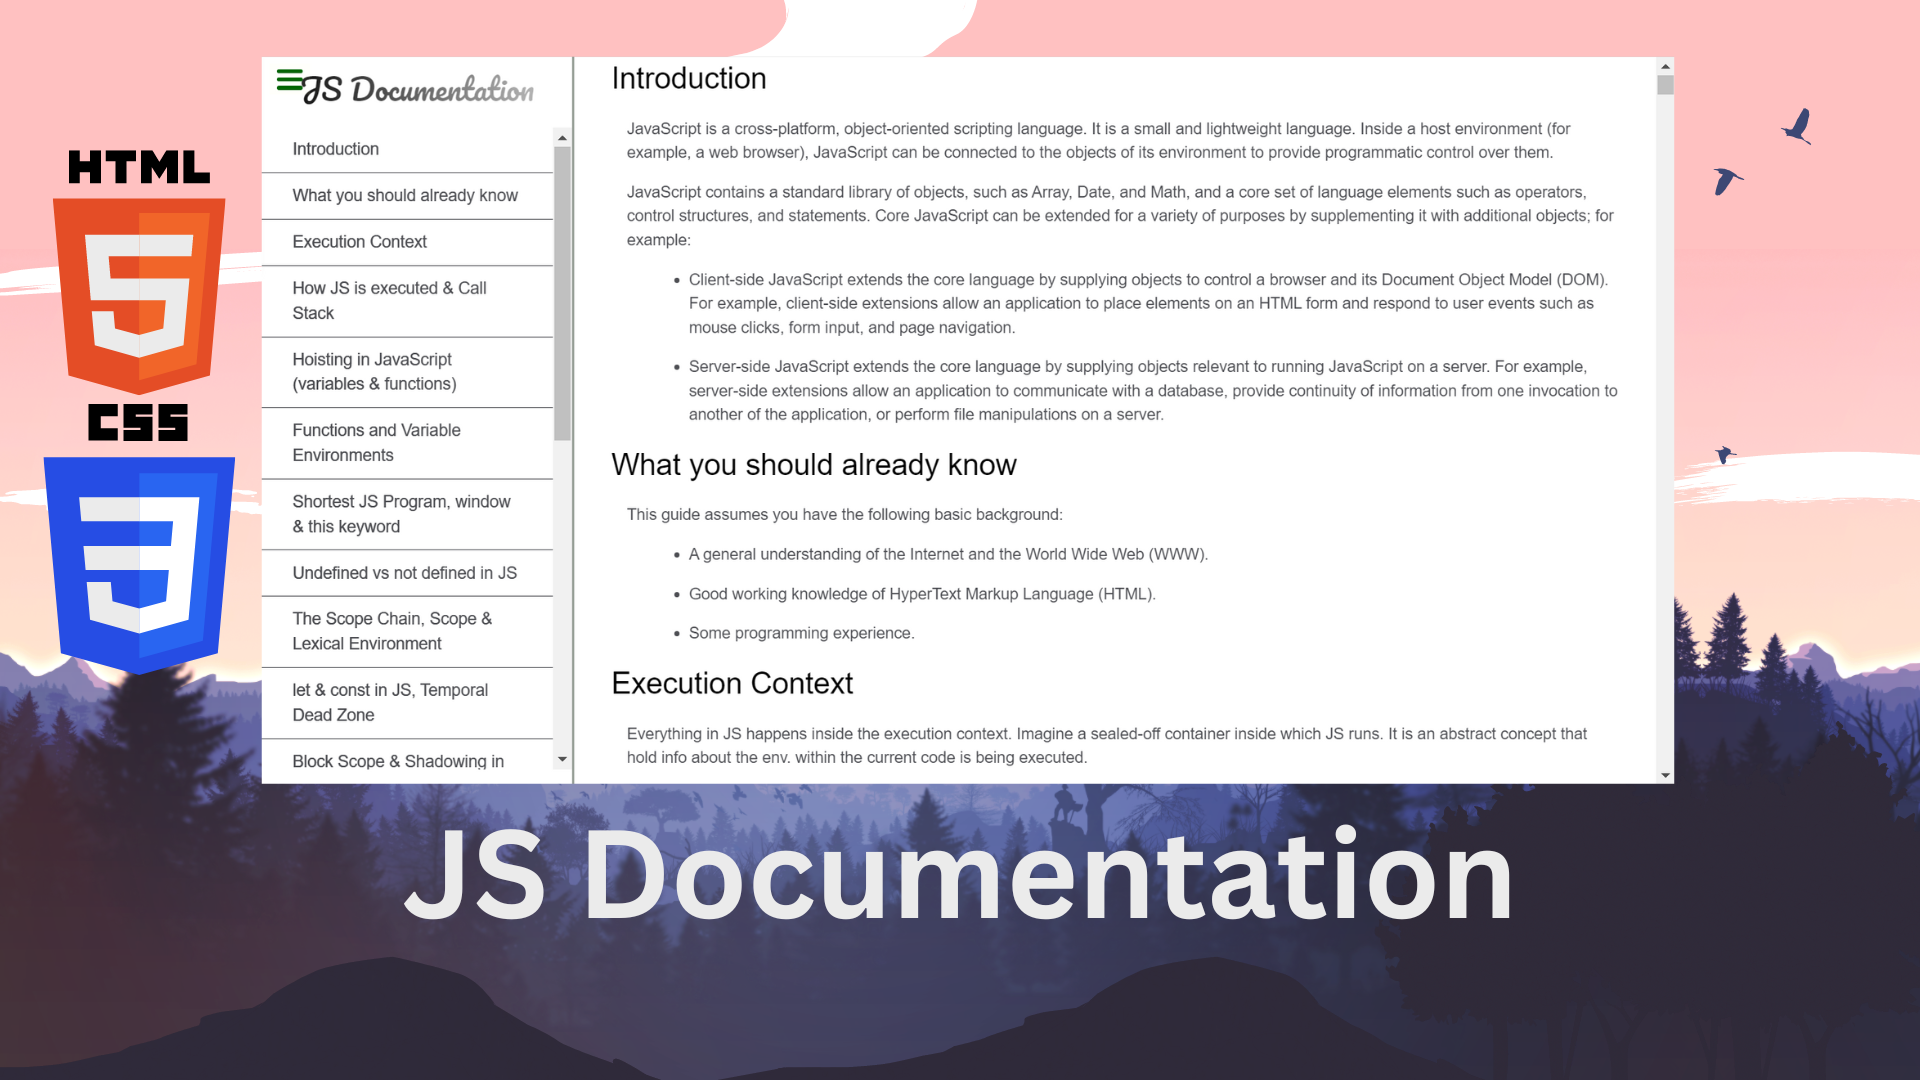 HTML
CSS
JS Documentation
Introduction
What you should already know
Execution Context
How JS is executed & Call
Stack
Hoisting in JavaScript
(variables & functions)
Functions and Variable
Environments
Shortest JS Program, window
& this keyword
Undefined vs not defined in JS
The Scope Chain, Scope &
Lexical Environment
let & const in JS, Temporal
Dead Zone
Block Scope & Shadowing in
Introduction
JavaScript is a cross-platform, object-oriented scripting language. It is a small and lightweight language. Inside a host environment (for
example, a web browser), JavaScript can be connected to the objects of its environment to provide programmatic control over them.
JavaScript contains a standard library of objects, such as Array, Date, and Math, and a core set of language elements such as operators,
control structures, and statements. Core JavaScript can be extended for a variety of purposes by supplementing it with additional objects; for
example:
• Client-side JavaScript extends the core language by supplying objects to control a browser and its Document Object Model (DOM).
For example, client-side extensions allow an application to place elements on an HTML form and respond to user events such as
mouse clicks, form input, and page navigation.
• Server-side JavaScript extends the core language by supplying objects relevant to running JavaScript on a server. For example,
server-side extensions allow an application to communicate with a database, provide continuity of information from one invocation to
another of the application, or perform file manipulations on a server.
What you should already know
This guide assumes you have the following basic background:
• A general understanding of the Internet and the World Wide Web (WWW).
• Good working knowledge of HyperText Markup Language (HTML).
• Some programming experience.
Execution Context
Everything in JS happens inside the execution context. Imagine a sealed-off container inside which JS runs. It is an abstract concept that
hold info about the env. within the current code is being executed.
JS Documentation